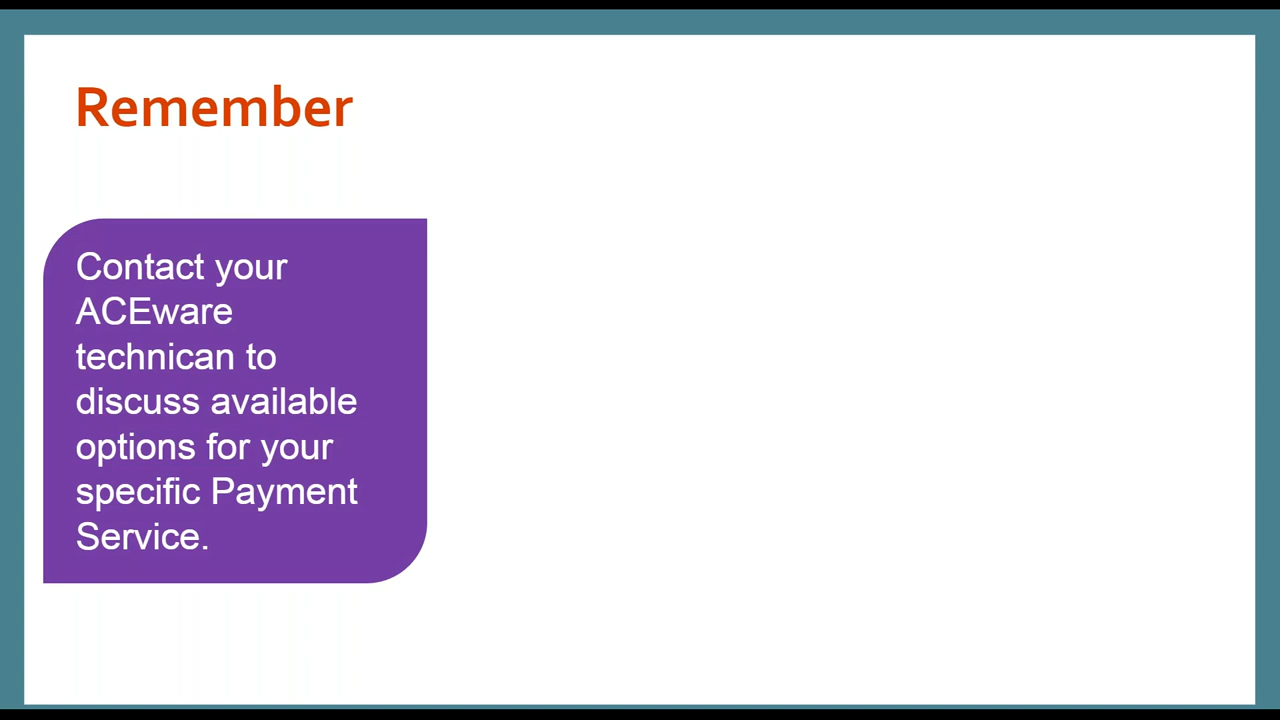 Remember
Contact your
ACEware
technican to
discuss available
options for your
specific Payment
Service.